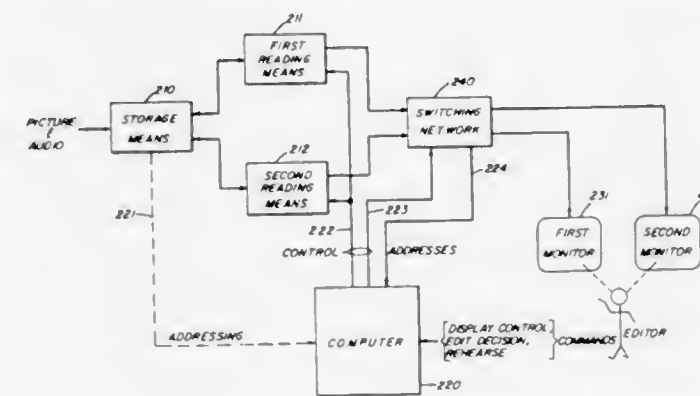 211
FIRST
READING
MEANS
210
STORAGE
MEANS
PICTURE
&
AUDIO
240
SWITCHING
NETWORK
212
SECOND
READING
MEANS
221
222
223
224
CONTROL
ADDRESSES
231
FIRST
MONITOR
SECOND
MONITOR
ADDRESSING
COMPUTER
220
DISPLAY CONTROL,
EDIT DECISION,
REHEARSE
COMMANDS
EDITOR